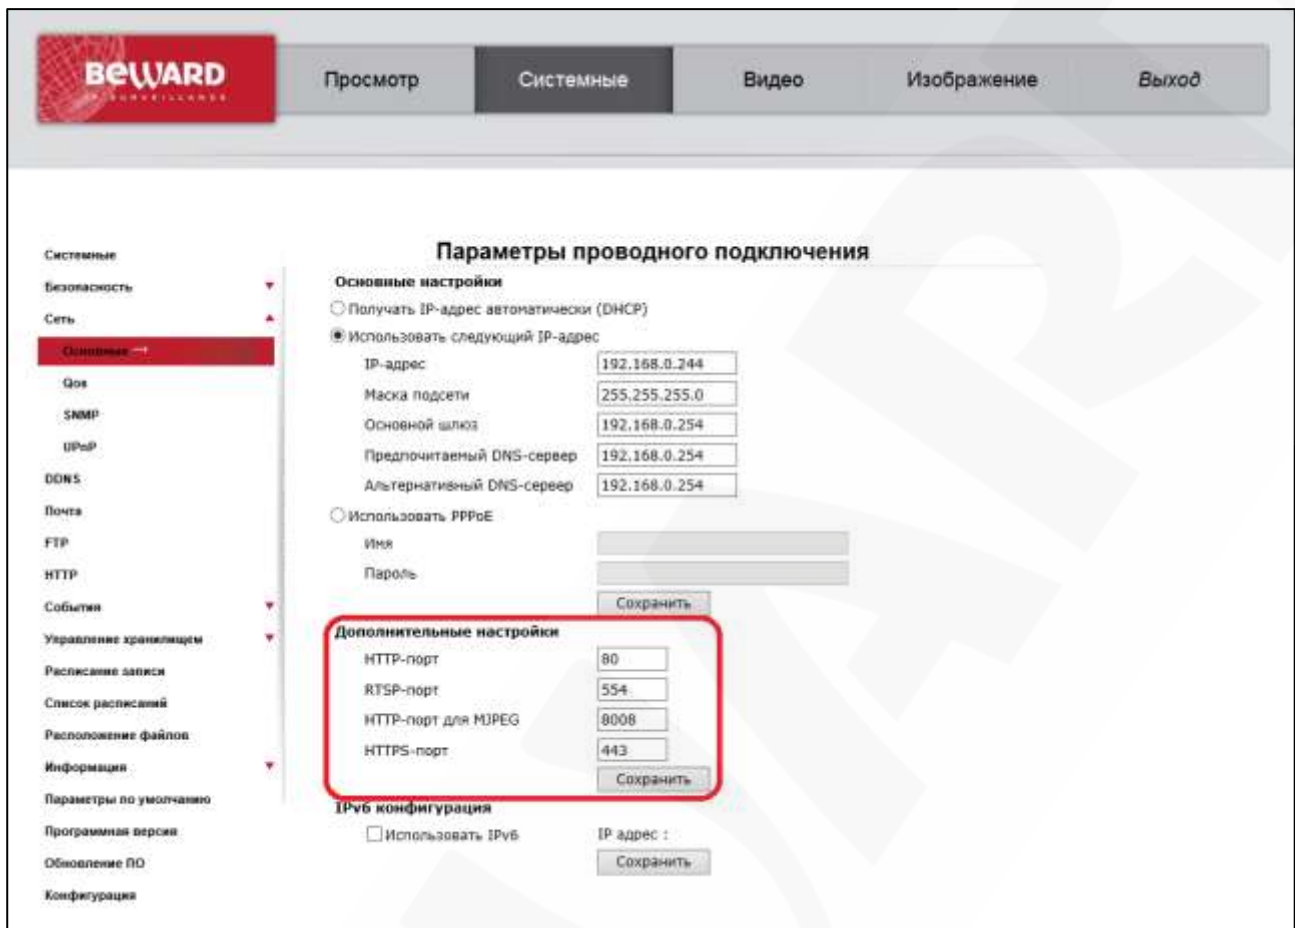 BEWARD
IP SURVEILLANCE
Просмотр
Системные
Видео
Изображение
Выход
Параметры проводного подключения
Системные
Безопасность
Сеть
Основные →
Qos
SNMP
UPnP
DDNS
Почта
FTP
HTTP
События
Управление хранилищем
Расписание записи
Список расписаний
Расположение файлов
Информация
Параметры по умолчанию
Программная версия
Обновление ПО
Конфигурация
Основные настройки
Получать IP-адрес автоматически (DHCP)
Использовать следующий IP-адрес
IP-адрес 192.168.0.244
Маска подсети 255.255.255.0
Основной шлюз 192.168.0.254
Предпочитаемый DNS-сервер 192.168.0.254
Альтернативный DNS-сервер 192.168.0.254
Использовать PPPoE
Имя
Пароль
Сохранить
Дополнительные настройки
HTTP-порт 80
RTSP-порт 554
HTTP-порт для MJPEG 8008
HTTPS-порт 443
Сохранить
IPv6 конфигурация
Использовать IPv6 IP адрес :
Сохранить